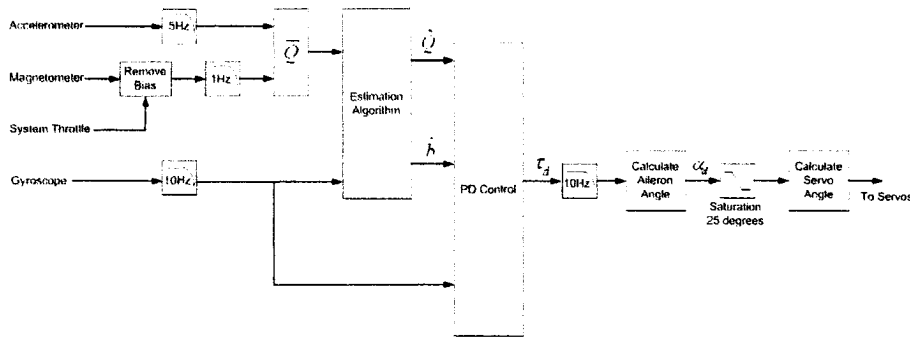 Accelerometer
5Hz
Q̅
Q̂
Magnetometer
Remove
Bias
1Hz
Estimation
Algorithm
System Throttle
b̂
Gyroscope
10Hz
PD Control
τd
10Hz
Calculate
Aileron
Angle
αd
Saturation
25 degrees
Calculate
Servo
Angle
To Servos